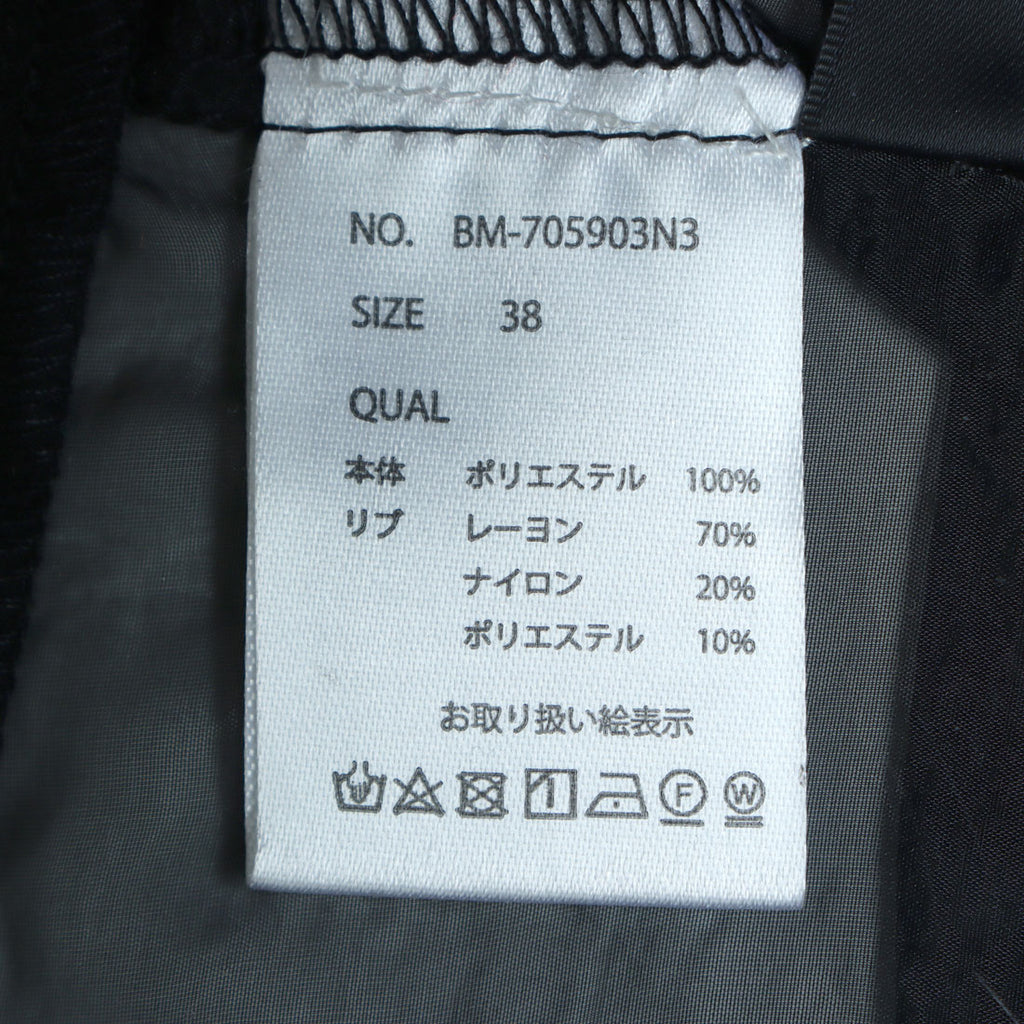 NO. BM-705903N3
SIZE 38
QUAL
本体 ポリエステル 100%
リブ レーヨン 70%
ナイロン 20%
ポリエステル 10%
お取り扱い絵表示
F W